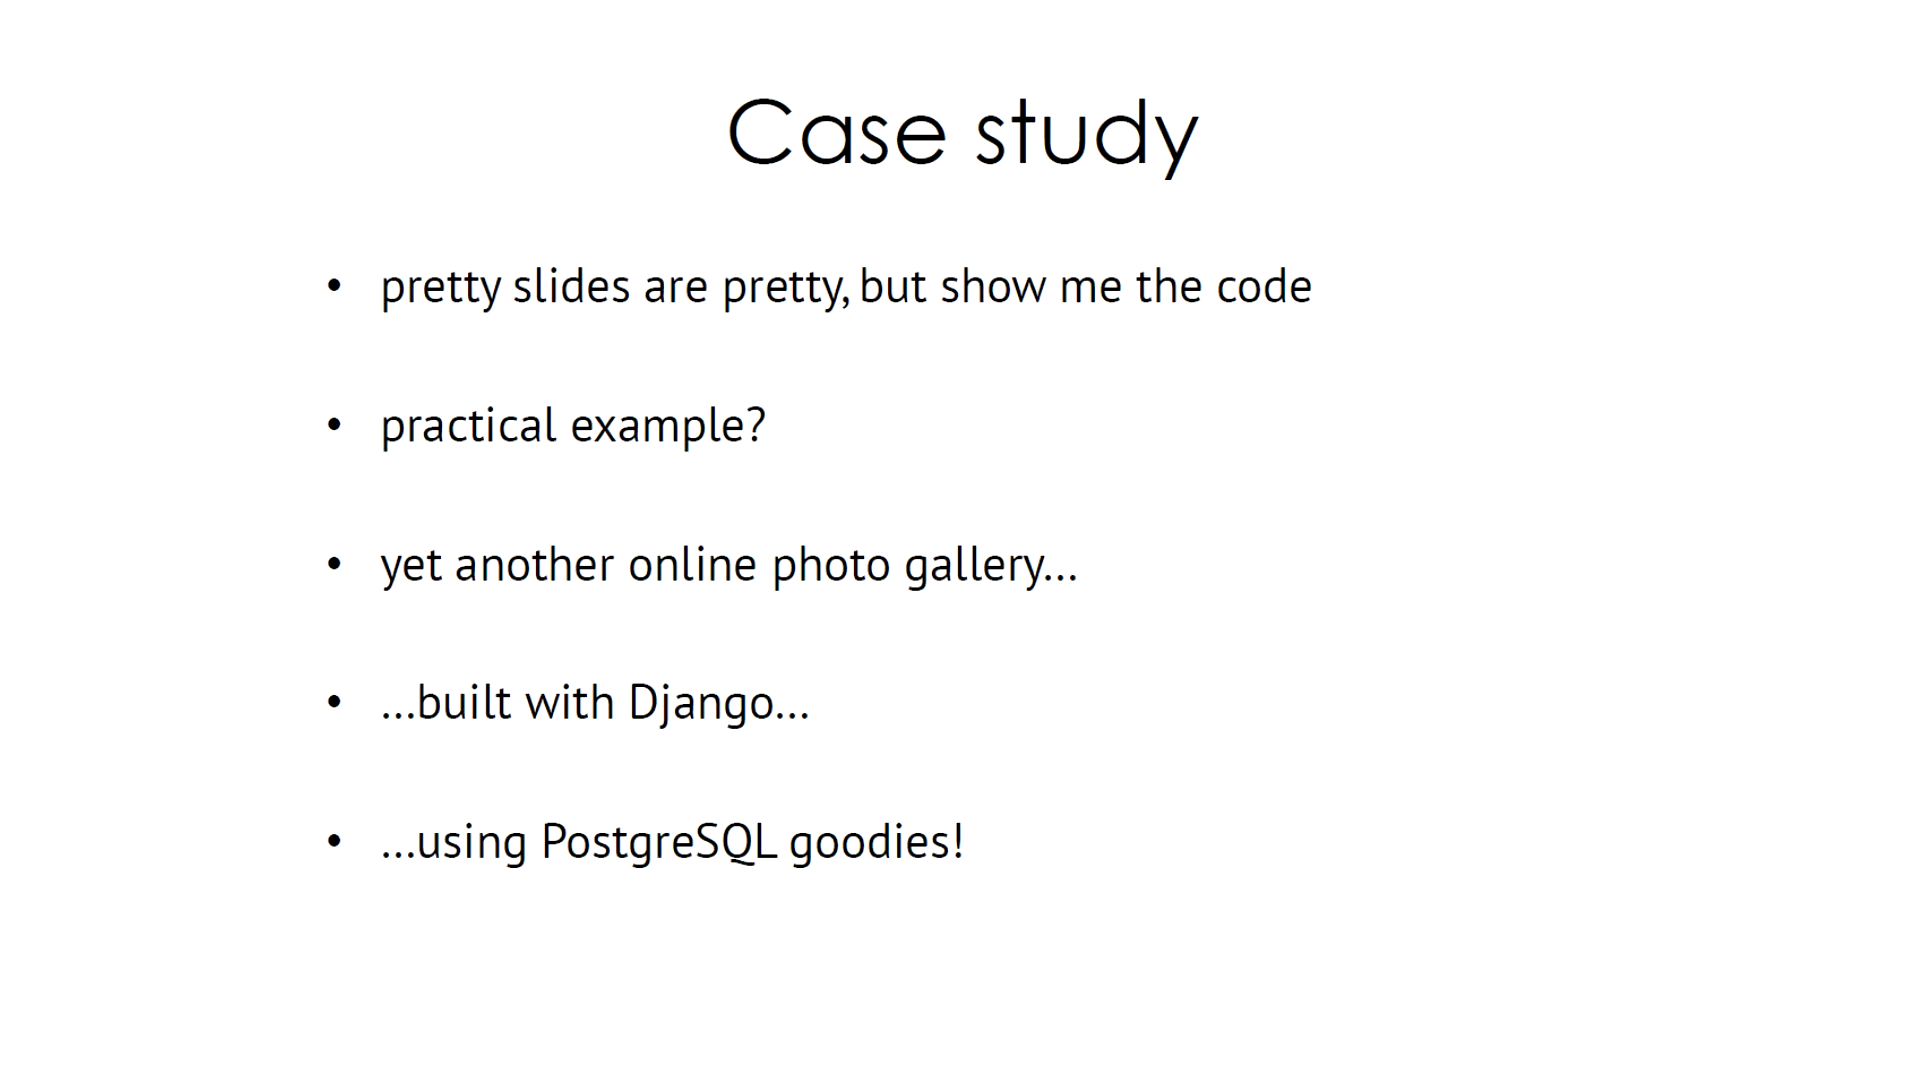 Case study
• pretty slides are pretty, but show me the code
• practical example?
• yet another online photo gallery...
• ...built with Django...
• ...using PostgreSQL goodies!